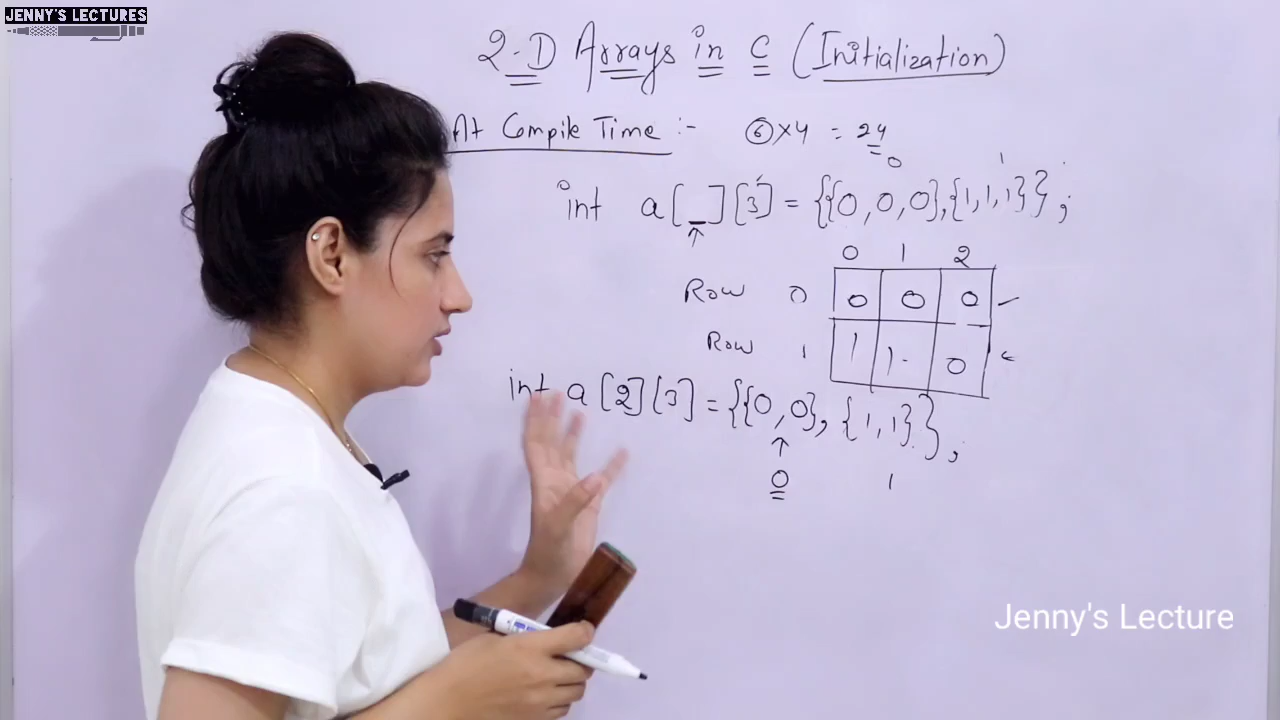 JENNY'S LECTURES
2-D Arrays in C (Initialization)
At Compile Time :- 6 x 4 = 24
0 1
int a[_][3] = {{0,0,0},{1,1,1}};
0 1 2
Row 0 0 0 0
Row 1 1 1 0
int a[2][3] = {{0,0}, {1,1}};
0 1
Jenny's Lecture